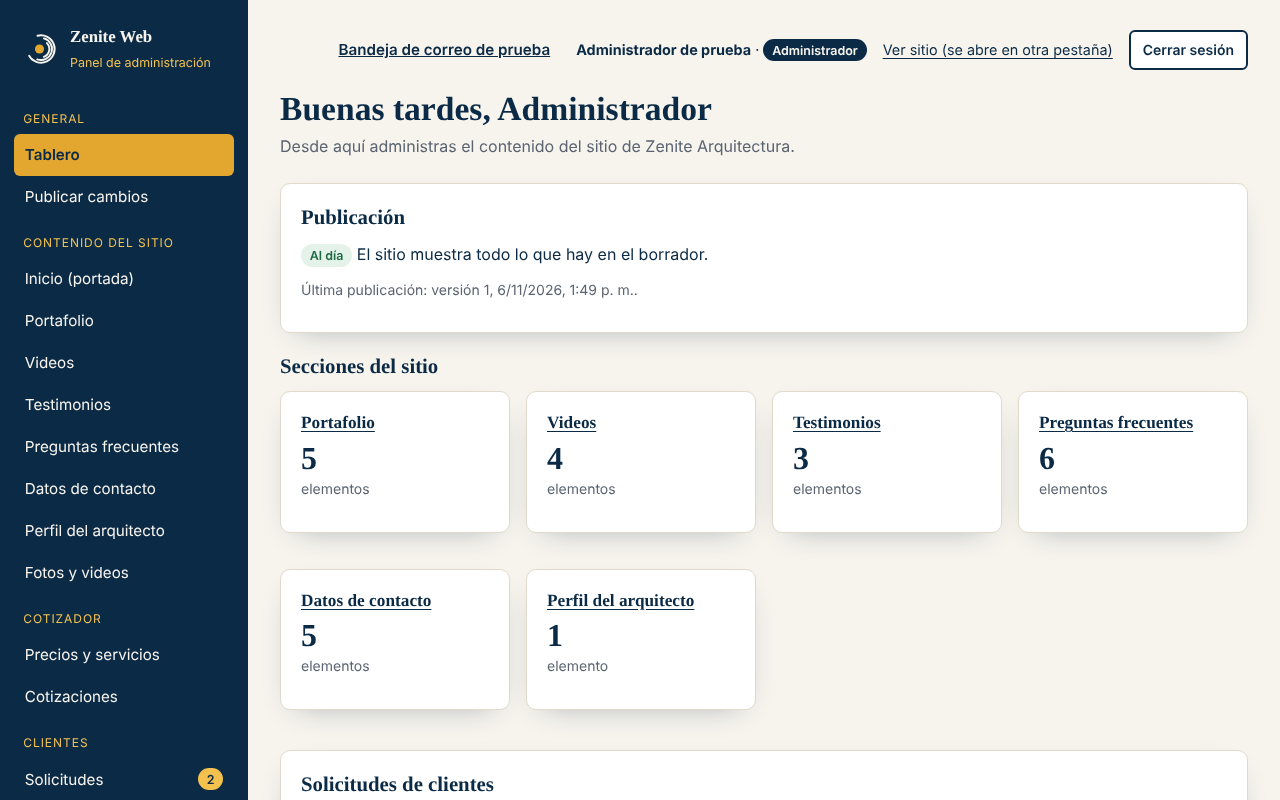 Zenite Web
Panel de administración
GENERAL
Tablero
Publicar cambios
CONTENIDO DEL SITIO
Inicio (portada)
Portafolio
Videos
Testimonios
Preguntas frecuentes
Datos de contacto
Perfil del arquitecto
Fotos y videos
COTIZADOR
Precios y servicios
Cotizaciones
CLIENTES
Solicitudes 2
Bandeja de correo de prueba Administrador de prueba · Administrador Ver sitio (se abre en otra pestaña) Cerrar sesión
Buenas tardes, Administrador
Desde aquí administras el contenido del sitio de Zenite Arquitectura.
Publicación
Al día El sitio muestra todo lo que hay en el borrador.
Última publicación: versión 1, 6/11/2026, 1:49 p. m..
Secciones del sitio
Portafolio
5
elementos
Videos
4
elementos
Testimonios
3
elementos
Preguntas frecuentes
6
elementos
Datos de contacto
5
elementos
Perfil del arquitecto
1
elemento
Solicitudes de clientes